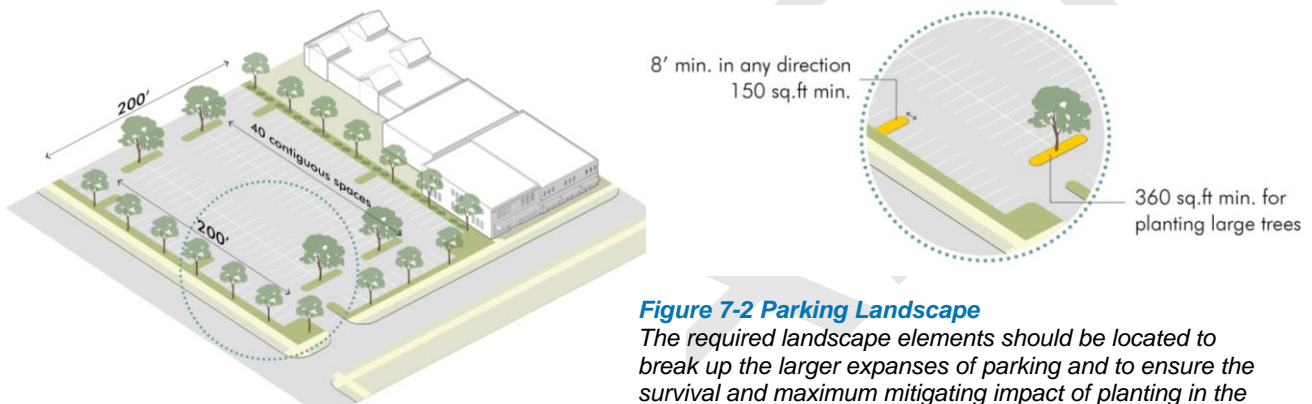 200'
40 contiguous spaces
200'
8' min. in any direction
150 sq.ft min.
360 sq.ft min. for
planting large trees
Figure 7-2 Parking Landscape
The required landscape elements should be located to
break up the larger expanses of parking and to ensure the
survival and maximum mitigating impact of planting in the